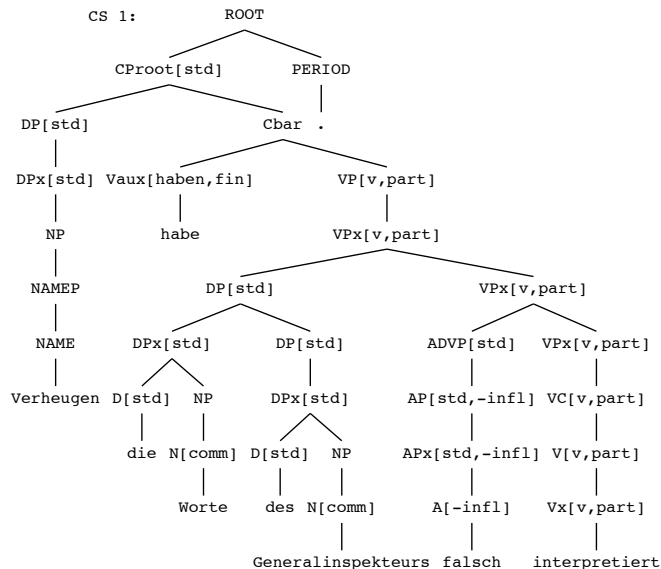 CS 1: ROOT
CProot[std] PERIOD
DP[std] Cbar .
DPx[std] Vaux[haben,fin] VP[v,part]
NP habe VPx[v,part]
NAMEP DP[std] VPx[v,part]
NAME DPx[std] DP[std] ADVP[std] VPx[v,part]
Verheugen D[std] NP DPx[std] AP[std,-infl] VC[v,part]
die N[comm] D[std] NP APx[std,-infl] V[v,part]
Worte des N[comm] A[-infl] Vx[v,part]
Generalinspekteurs falsch interpretiert